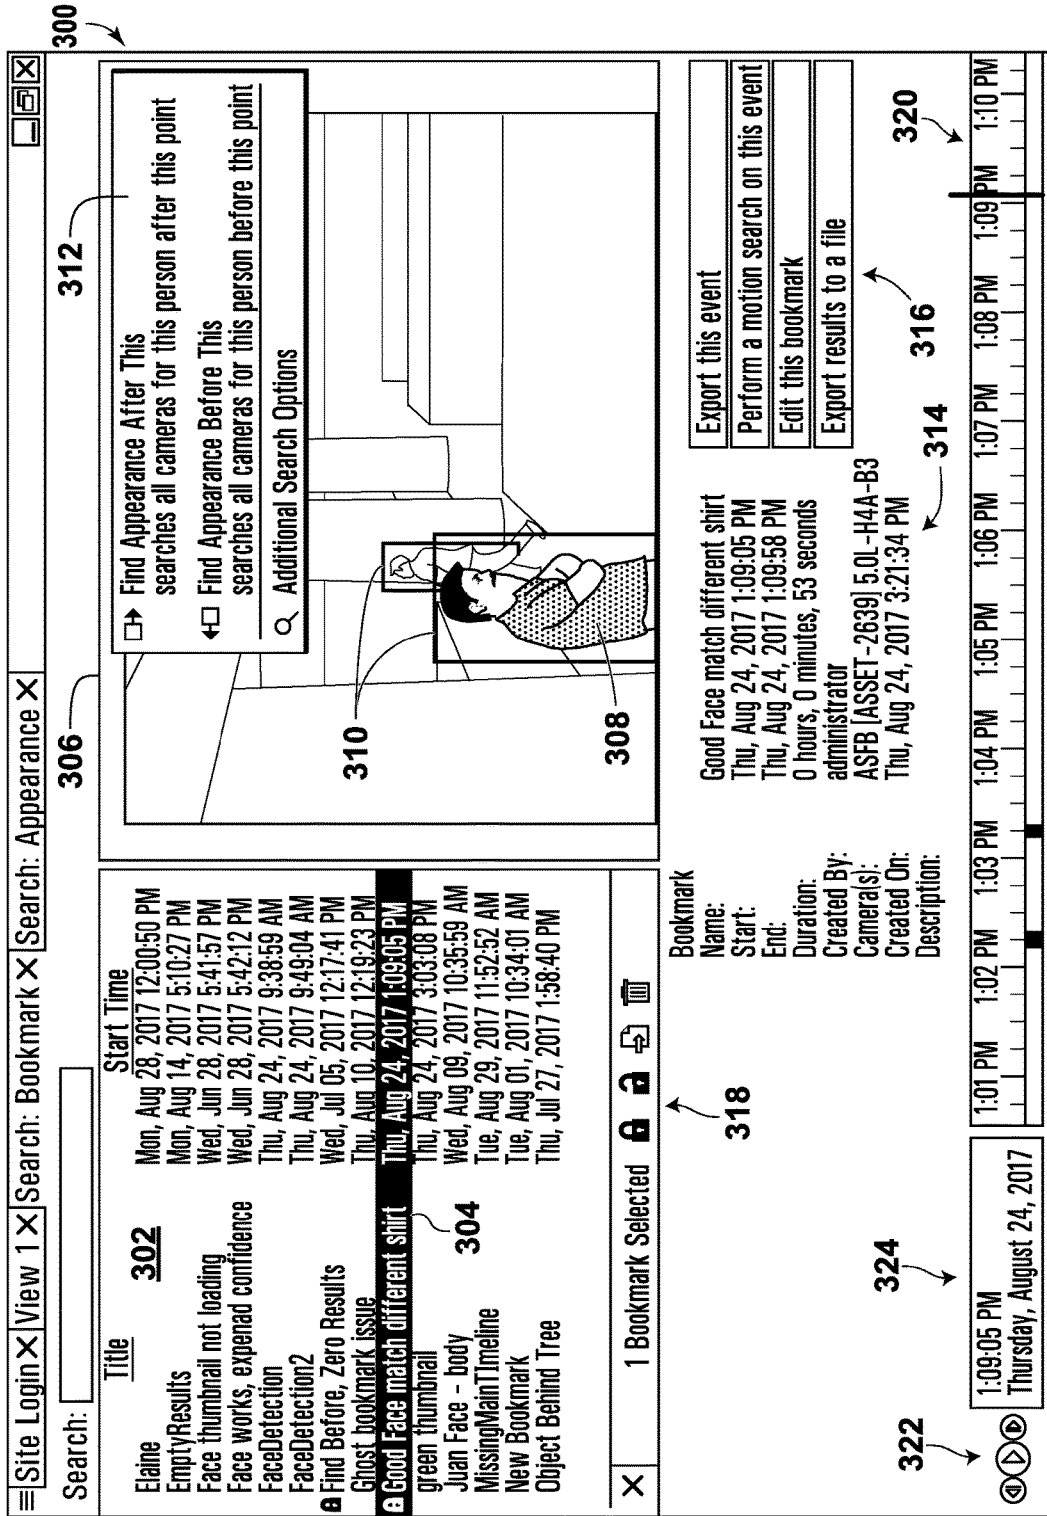 300
Site Login
View 1
Search: Bookmark
Search: Appearance
Search:
Title Start Time
302
Elaine Mon, Aug 28, 2017 12:00:50 PM
EmptyResults Mon, Aug 14, 2017 5:10:27 PM
Face thumbnail not loading Wed, Jun 28, 2017 5:41:57 PM
Face works, expenad confidence Wed, Jun 28, 2017 5:42:12 PM
FaceDetection Thu, Aug 24, 2017 9:38:59 AM
FaceDetection2 Thu, Aug 24, 2017 9:49:04 AM
Find Before, Zero Results Wed, Jul 05, 2017 12:17:41 PM
Ghost bookmark issue Thu, Aug 10, 2017 12:19:23 PM
Good Face match different shirt Thu, Aug 24, 2017 1:09:05 PM
green thumbnail Thu, Aug 24, 2017 3:03:08 PM
Juan Face - body Wed, Aug 09, 2017 10:35:59 AM
MissingMainTImeline Tue, Aug 29, 2017 11:52:52 AM
New Bookmark Tue, Aug 01, 2017 10:34:01 AM
Object Behind Tree Thu, Jul 27, 2017 1:58:40 PM
304
1 Bookmark Selected
318
306
312
Find Appearance After This
searches all cameras for this person after this point
Find Appearance Before This
searches all cameras for this person before this point
Additional Search Options
310
308
Bookmark
Name: Good Face match different shirt
Start: Thu, Aug 24, 2017 1:09:05 PM
End: Thu, Aug 24, 2017 1:09:58 PM
Duration: 0 hours, 0 minutes, 53 seconds
Created By: administrator
Camera(s): ASFB [ASSET-2639] 5.0L-H4A-B3
Created On: Thu, Aug 24, 2017 3:21:34 PM
Description:
314
Export this event
Perform a motion search on this event
Edit this bookmark
Export results to a file
316
322
324
1:09:05 PM
Thursday, August 24, 2017
320
1:01 PM 1:02 PM 1:03 PM 1:04 PM 1:05 PM 1:06 PM 1:07 PM 1:08 PM 1:09 PM 1:10 PM